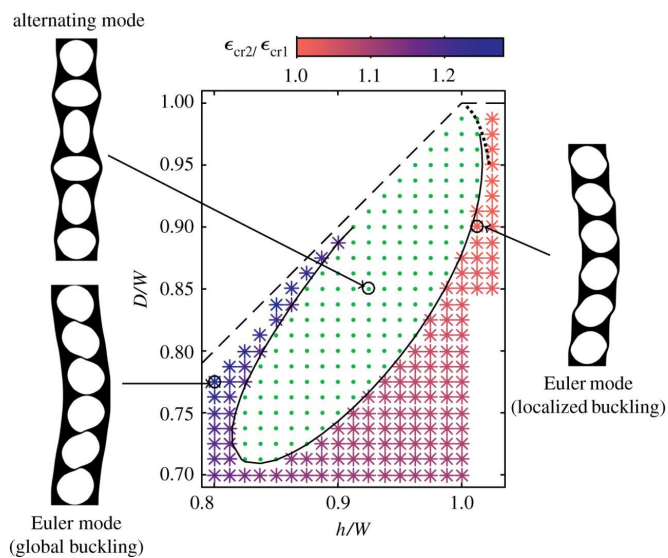 alternating mode
ϵcr2/ ϵcr1
1.0 1.1 1.2
1.00
0.95
0.90
0.85
0.80
0.75
0.70
D/W
0.8 0.9 1.0
h/W
Euler mode
(localized buckling)
Euler mode
(global buckling)